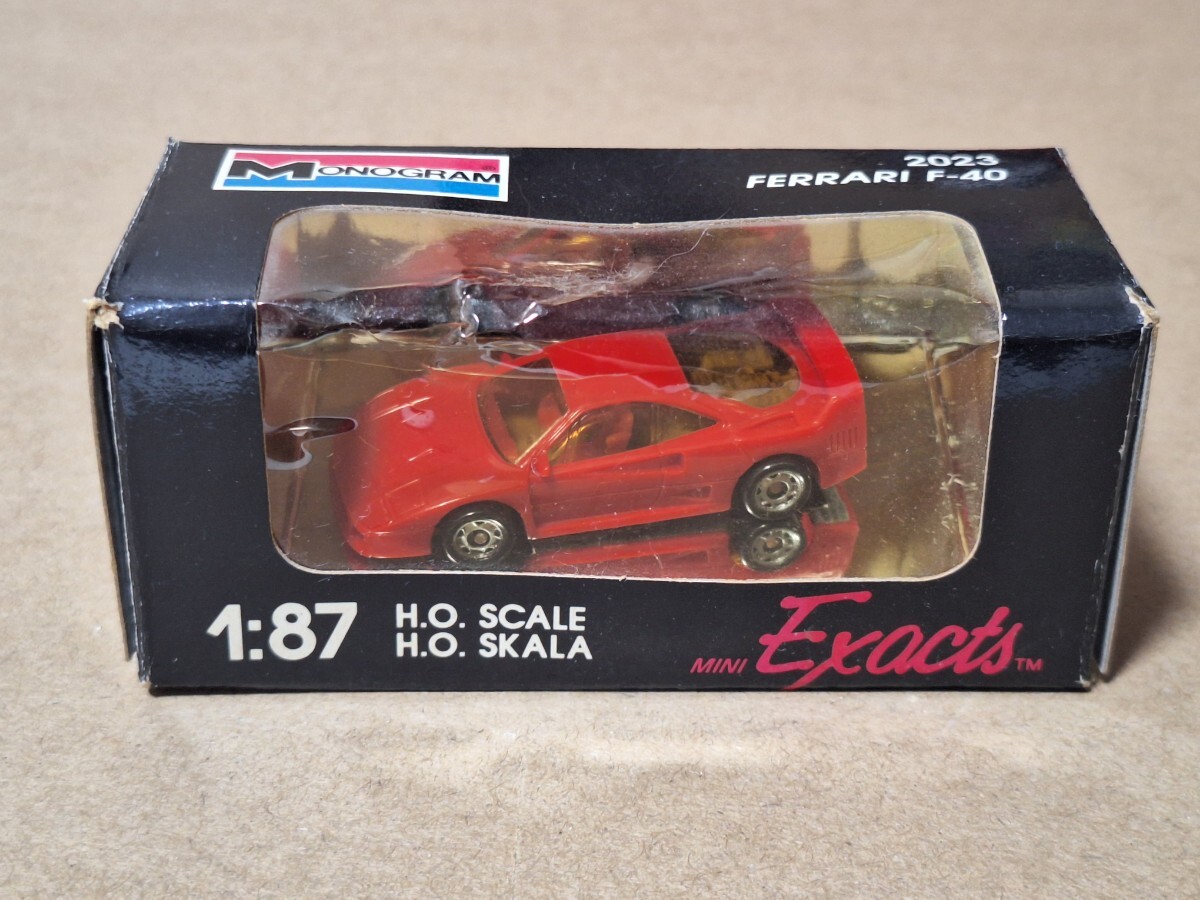 MONOGRAM®
2023
FERRARI F-40
1:87
H.O. SCALE
H.O. SKALA
MINI Exacts™